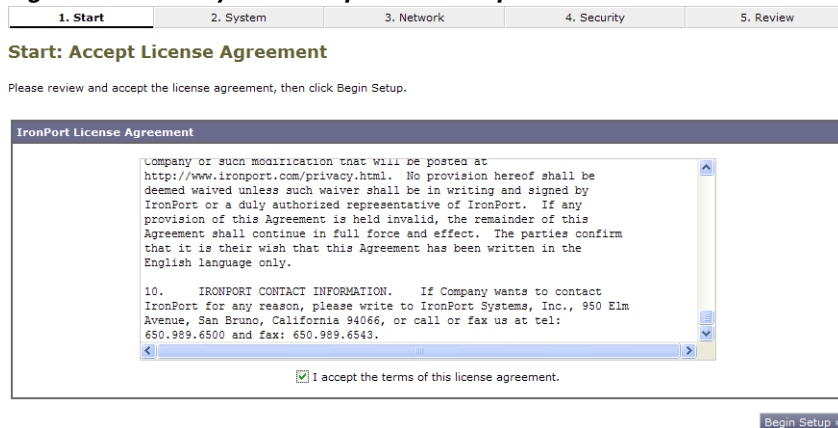 1. Start 2. System 3. Network 4. Security 5. Review
Start: Accept License Agreement
Please review and accept the license agreement, then click Begin Setup.
IronPort License Agreement
Company of such modification that will be posted at
http://www.ironport.com/privacy.html. No provision hereof shall be
deemed waived unless such waiver shall be in writing and signed by
IronPort or a duly authorized representative of IronPort. If any
provision of this Agreement is held invalid, the remainder of this
Agreement shall continue in full force and effect. The parties confirm
that it is their wish that this Agreement has been written in the
English language only.
10. IRONPORT CONTACT INFORMATION. If Company wants to contact
IronPort for any reason, please write to IronPort Systems, Inc., 950 Elm
Avenue, San Bruno, California 94066, or call or fax us at tel:
650.989.6500 and fax: 650.989.6543.
I accept the terms of this license agreement.
Begin Setup